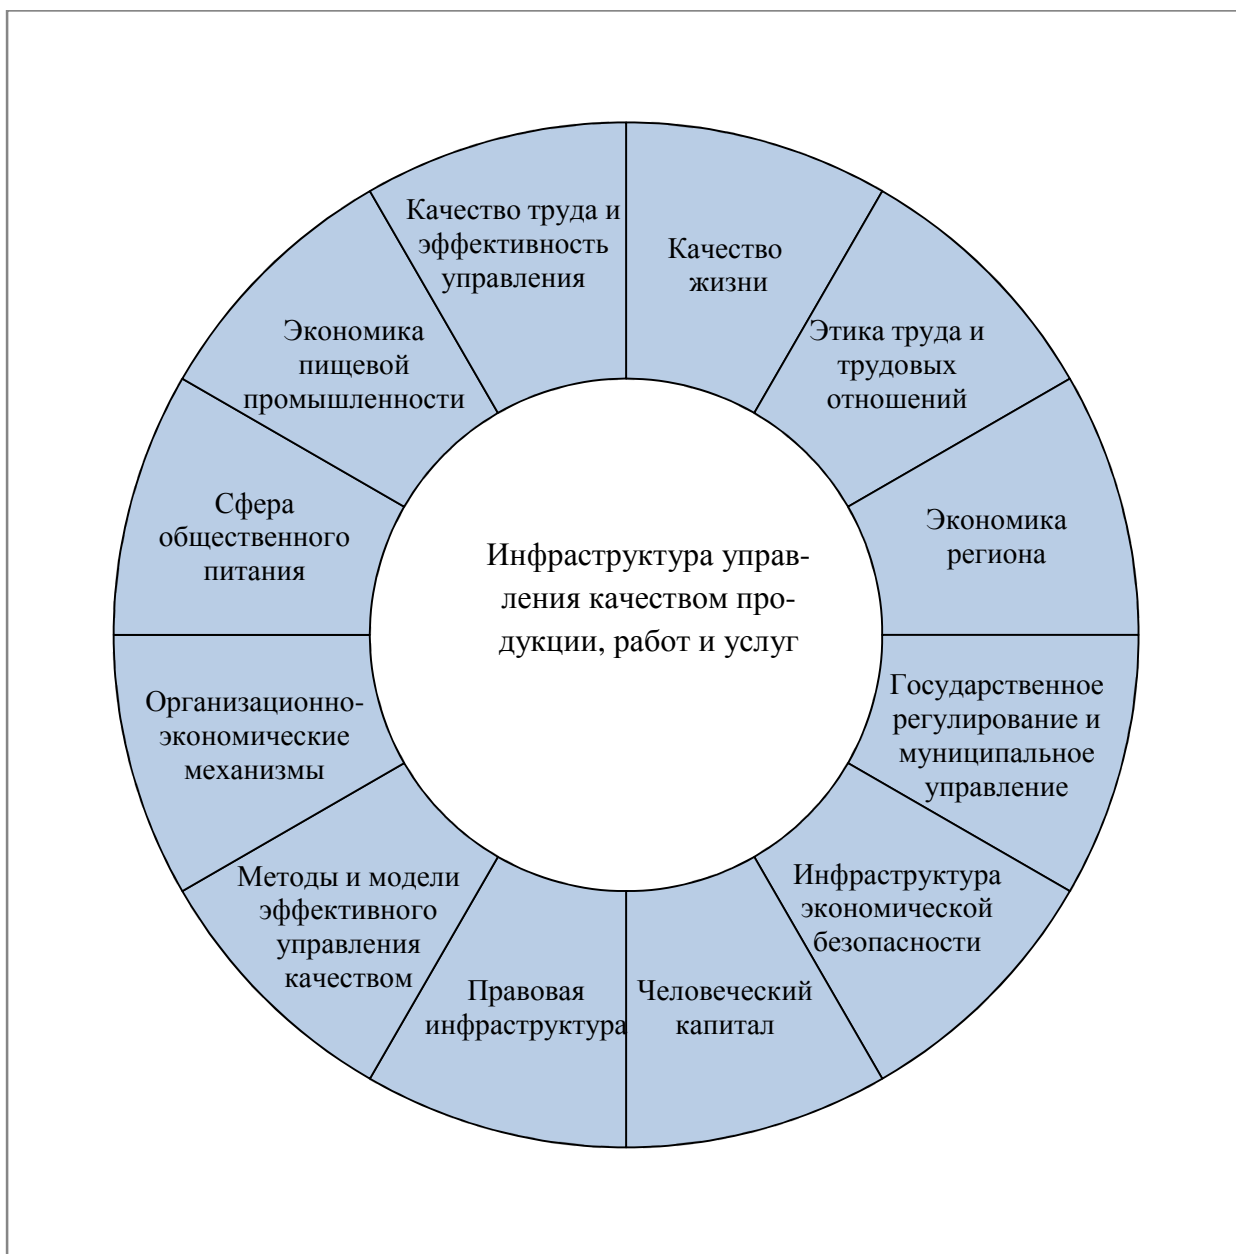 Качество труда и
эффективность
управления
Качество
жизни
Этика труда и
трудовых
отношений
Экономика
региона
Государственное
регулирование и
муниципальное
управление
Инфраструктура
экономической
безопасности
Человеческий
капитал
Правовая
инфраструктура
Методы и модели
эффективного
управления
качеством
Организационно-
экономические
механизмы
Сфера
общественного
питания
Экономика
пищевой
промышленности
Инфраструктура управ-
ления качеством про-
дукции, работ и услуг